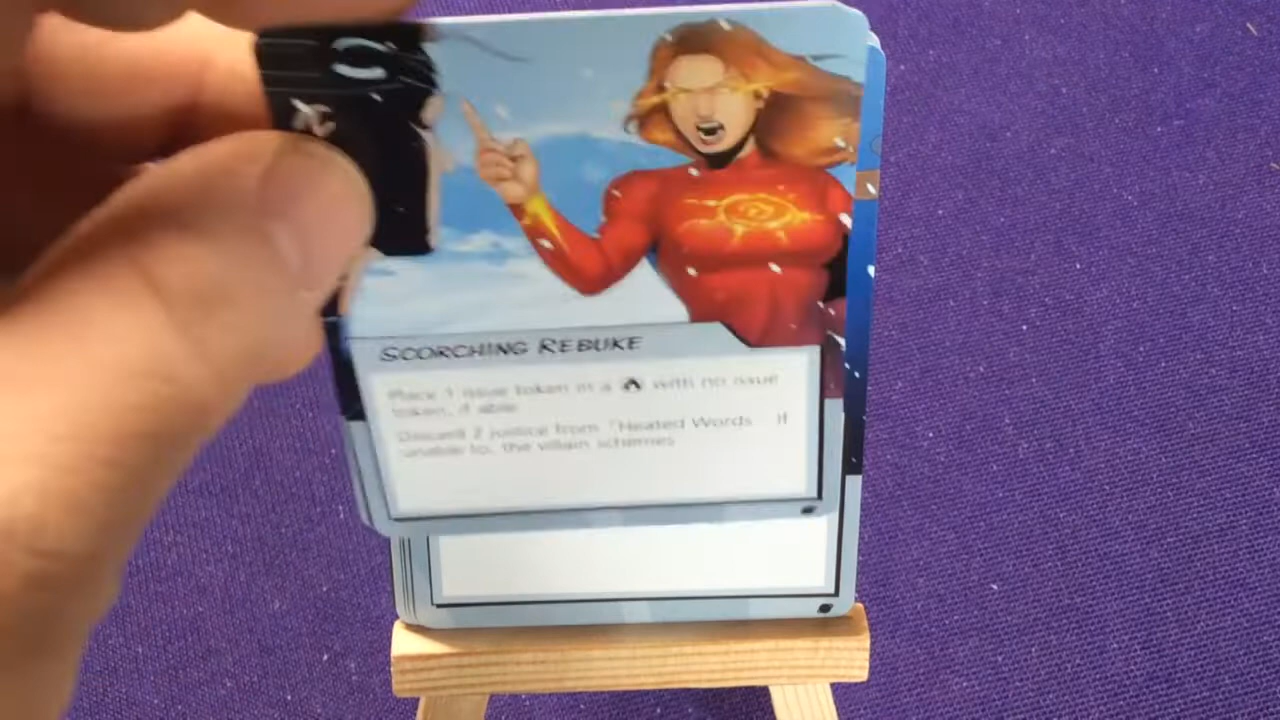 SCORCHING REBUKE
Place 1 issue token in a with no issue
token, if able.
Discard 2 justice from "Heated Words". If
unable to, the villain schemes